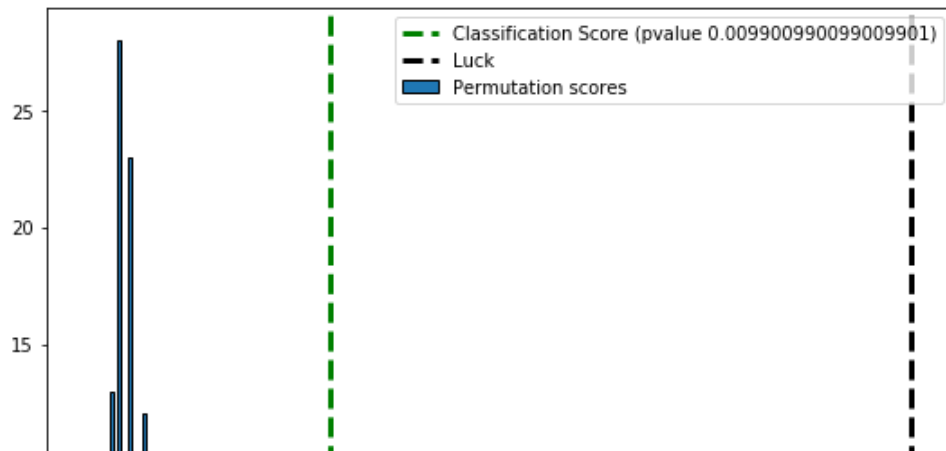 Classification Score (pvalue 0.009900990099009901)
Luck
Permutation scores
25
20
15